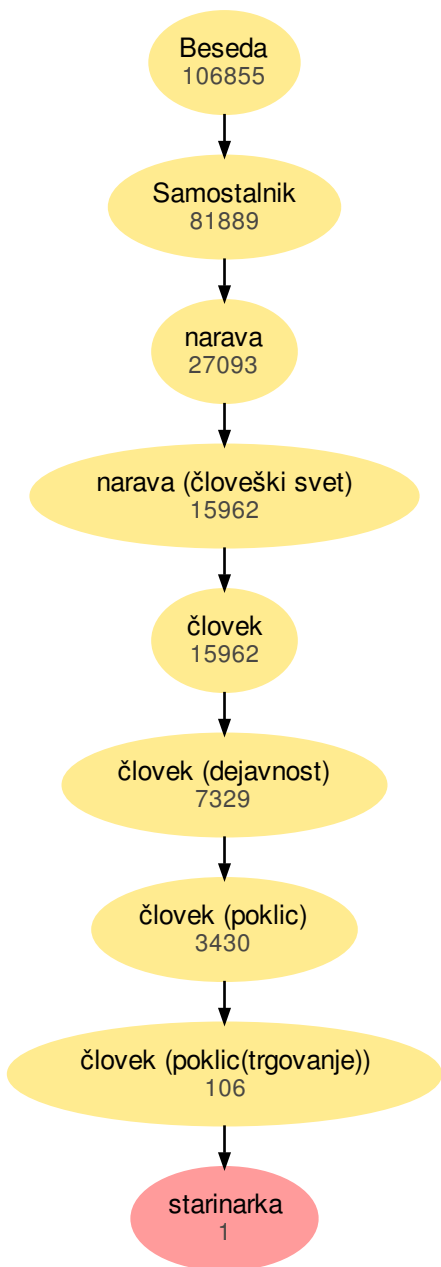 Beseda
106855
Samostalnik
81889
narava
27093
narava (človeški svet)
15962
človek
15962
človek (dejavnost)
7329
človek (poklic)
3430
človek (poklic(trgovanje))
106
starinarka
1